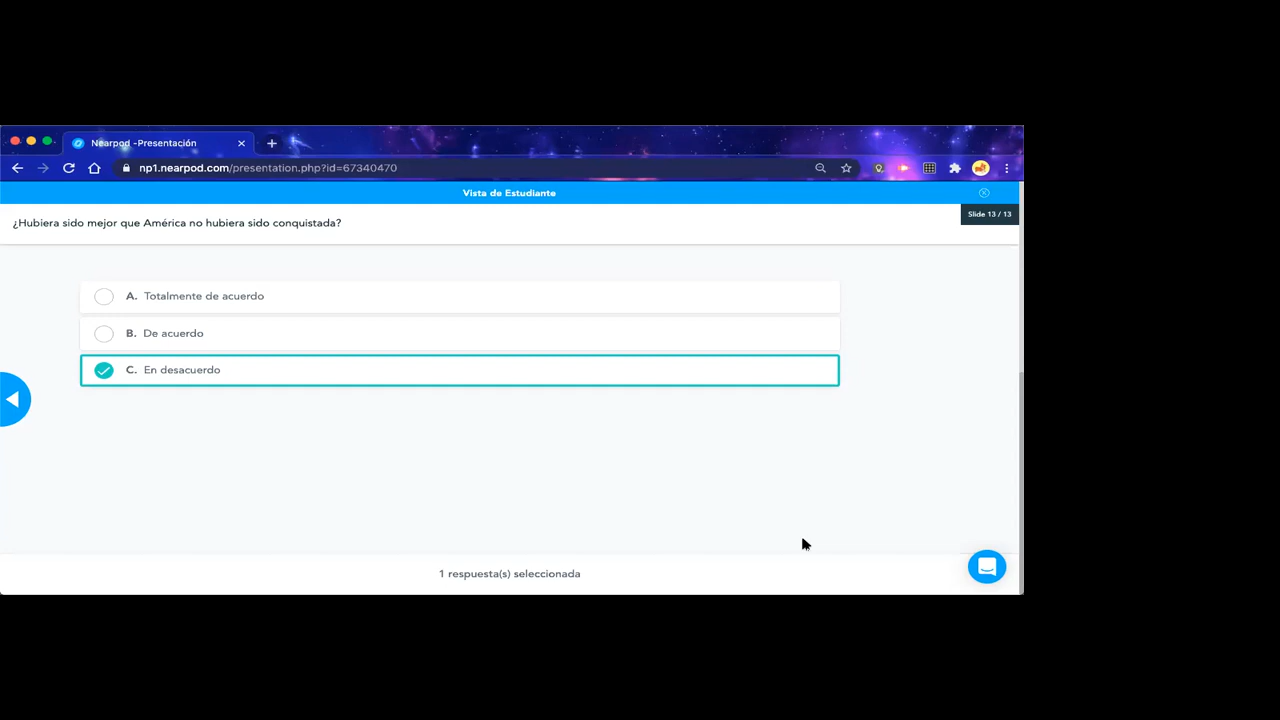 Nearpod -Presentación
np1.nearpod.com/presentation.php?id=67340470
Vista de Estudiante
¿Hubiera sido mejor que América no hubiera sido conquistada?
Slide 13 / 13
A. Totalmente de acuerdo
B. De acuerdo
C. En desacuerdo
1 respuesta(s) seleccionada